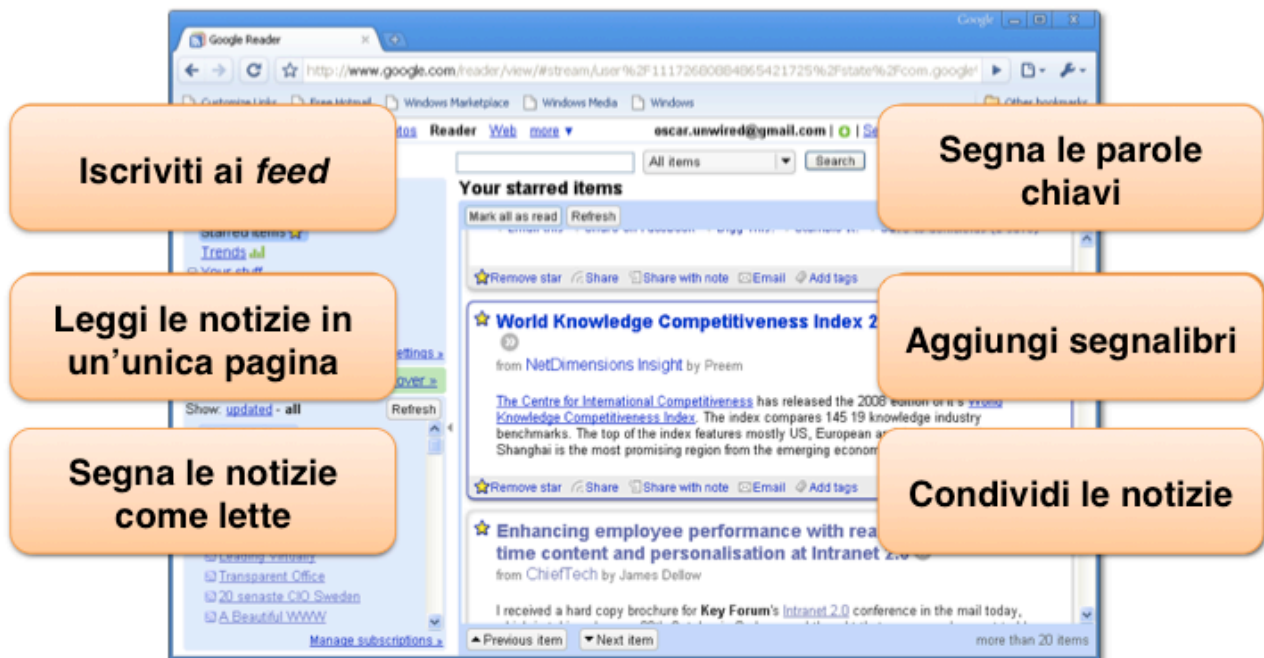 Google
Google Reader
http://www.google.com/reader/view/#stream/user%2F11172680884865421725%2Fstate%2Fcom.google
Customize Links Free Hotmail Windows Marketplace Windows Media Windows Other bookmarks
Reader Web more ▼ oscar.unwired@gmail.com |
All items Search
Iscriviti ai feed
Segna le parole
chiavi
Your starred items
Mark all as read Refresh
Starred items
Trends
Your stuff
Remove star Share Share with note Email Add tags
Leggi le notizie in
un'unica pagina
Aggiungi segnalibri
World Knowledge Competitiveness Index
from NetDimensions Insight by Preem
The Centre for International Competitiveness has released the 2008 edition of it's World
Knowledge Competitiveness Index. The index compares 145 19 knowledge industry
benchmarks. The top of the index features mostly US, European
Shanghai is the most promising region from the emerging
Show: updated - all Refresh
Segna le notizie
come lette
Condividi le notizie
Remove star Share Share with note Email Add tags
Enhancing employee performance with
time content and personalisation at Intranet 2.0
from ChiefTech by James Dellow
Leading Virtually
Transparent Office
20 senaste CIO Sweden
A Beautiful WWW
I received a hard copy brochure for Key Forum's Intranet 2.0 conference in the mail today,
Manage subscriptions »
Previous item Next item more than 20 items